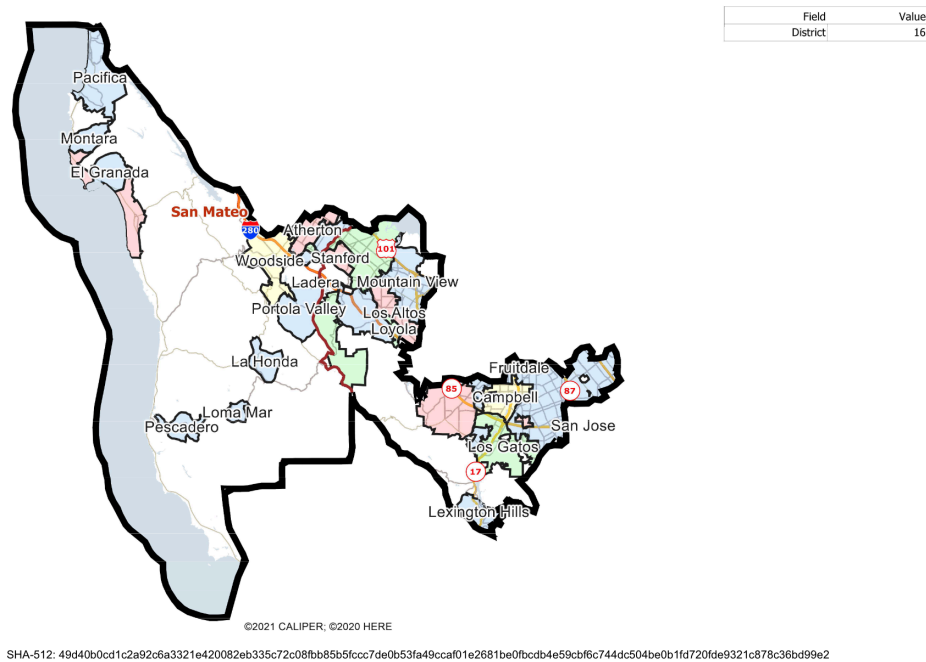 Field Value
District 16
Pacifica
Montara
El Granada
San Mateo
280
Atherton
101
Woodside
Stanford
Ladera
Mountain View
Portola Valley
Los Altos
Loyola
La Honda
Fruitdale
85
Campbell
87
Loma Mar
Pescadero
San Jose
Los Gatos
17
Lexington Hills
©2021 CALIPER; ©2020 HERE
SHA-512: 49d40b0cd1c2a92c6a3321e420082eb335c72c08fbb85b5fccc7de0b53fa49ccaf01e2681be0fbcdb4e59cbf6c744dc504be0b1fd720fde9321c878c36bd99e2